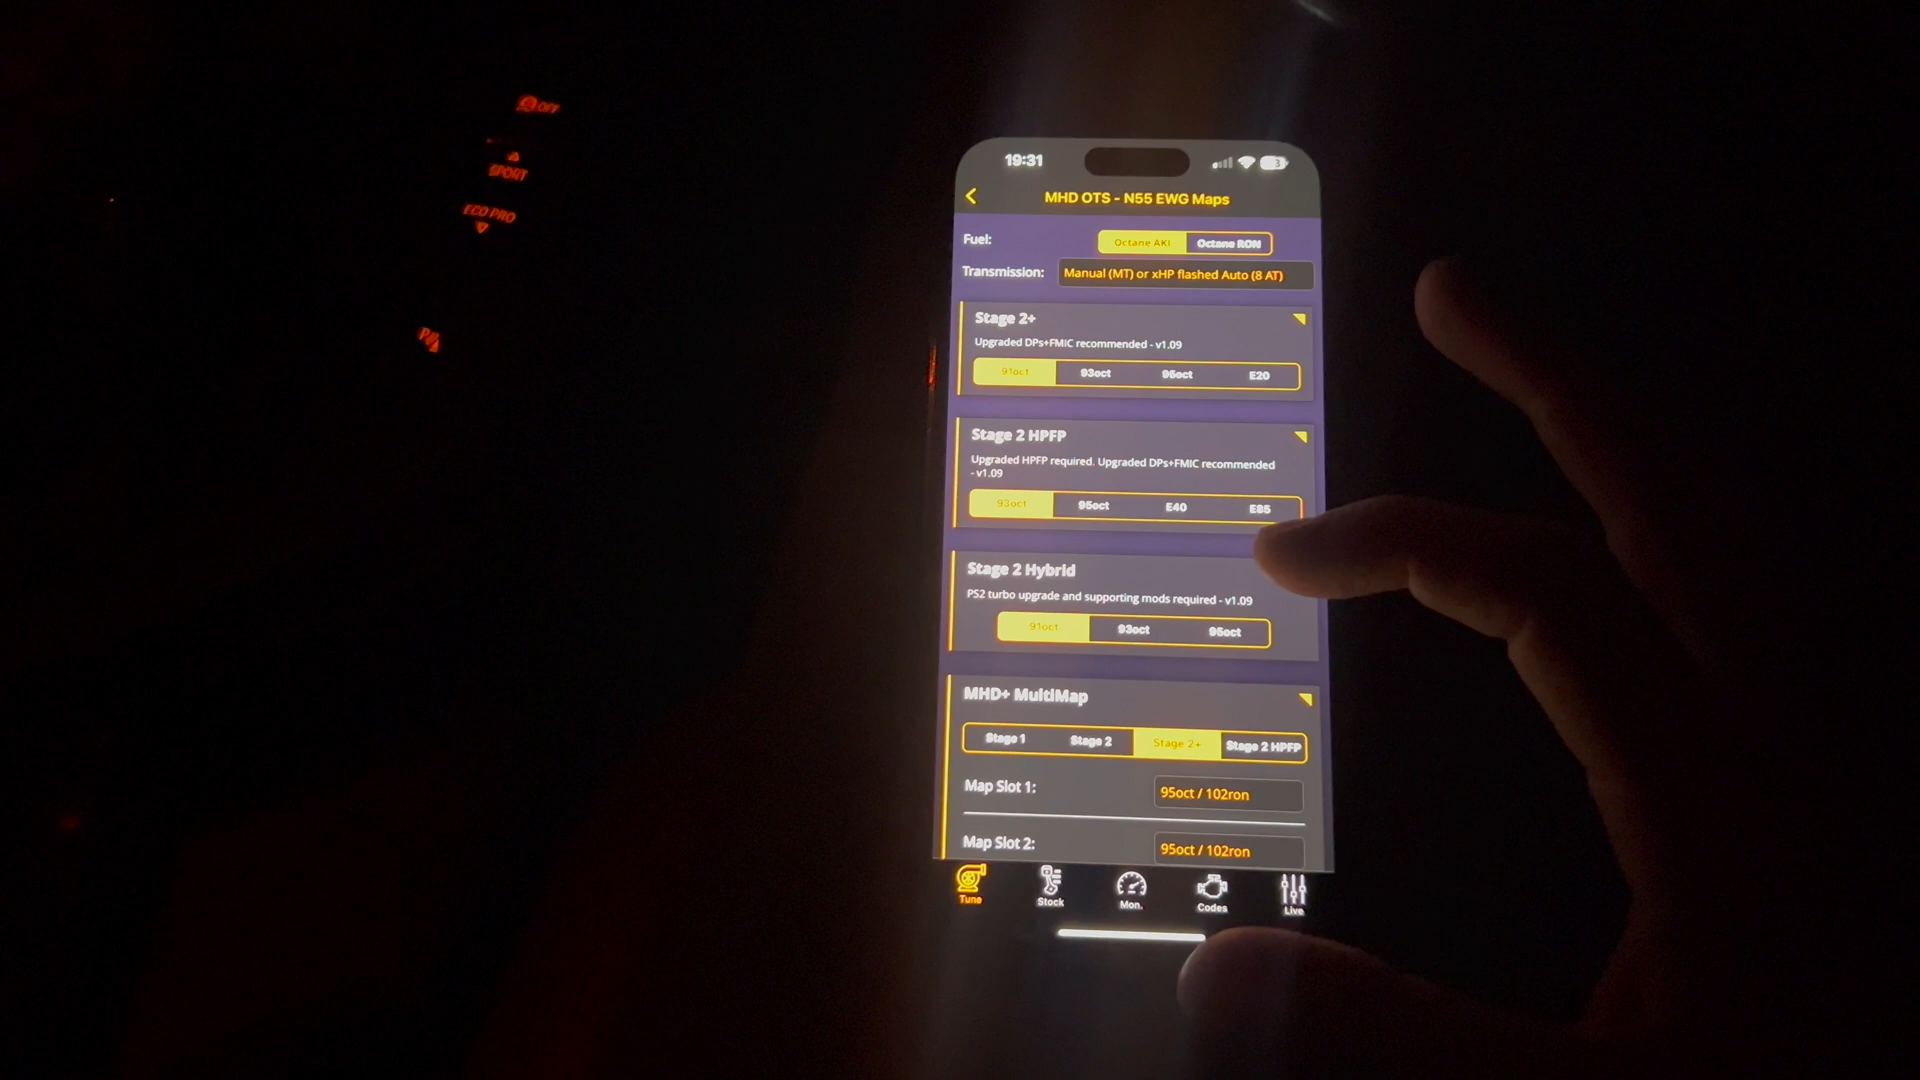 OFF
SPORT
ECO PRO
19:31
3
MHD OTS - N55 EWG Maps
Fuel:
Octane AKI
Octane RON
Transmission:
Manual (MT) or xHP flashed Auto (8 AT)
Stage 2+
Upgraded DPs+FMIC recommended - v1.09
91oct 93oct 95oct E20
Stage 2 HPFP
Upgraded HPFP required. Upgraded DPs+FMIC recommended
- v1.09
93oct 95oct E40 E85
Stage 2 Hybrid
PS2 turbo upgrade and supporting mods required - v1.09
91oct 93oct 95oct
MHD+ MultiMap
Stage 1 Stage 2 Stage 2+ Stage 2 HPFP
Map Slot 1:
95oct / 102ron
Map Slot 2:
95oct / 102ron
Tune Stock Mon. Codes Live